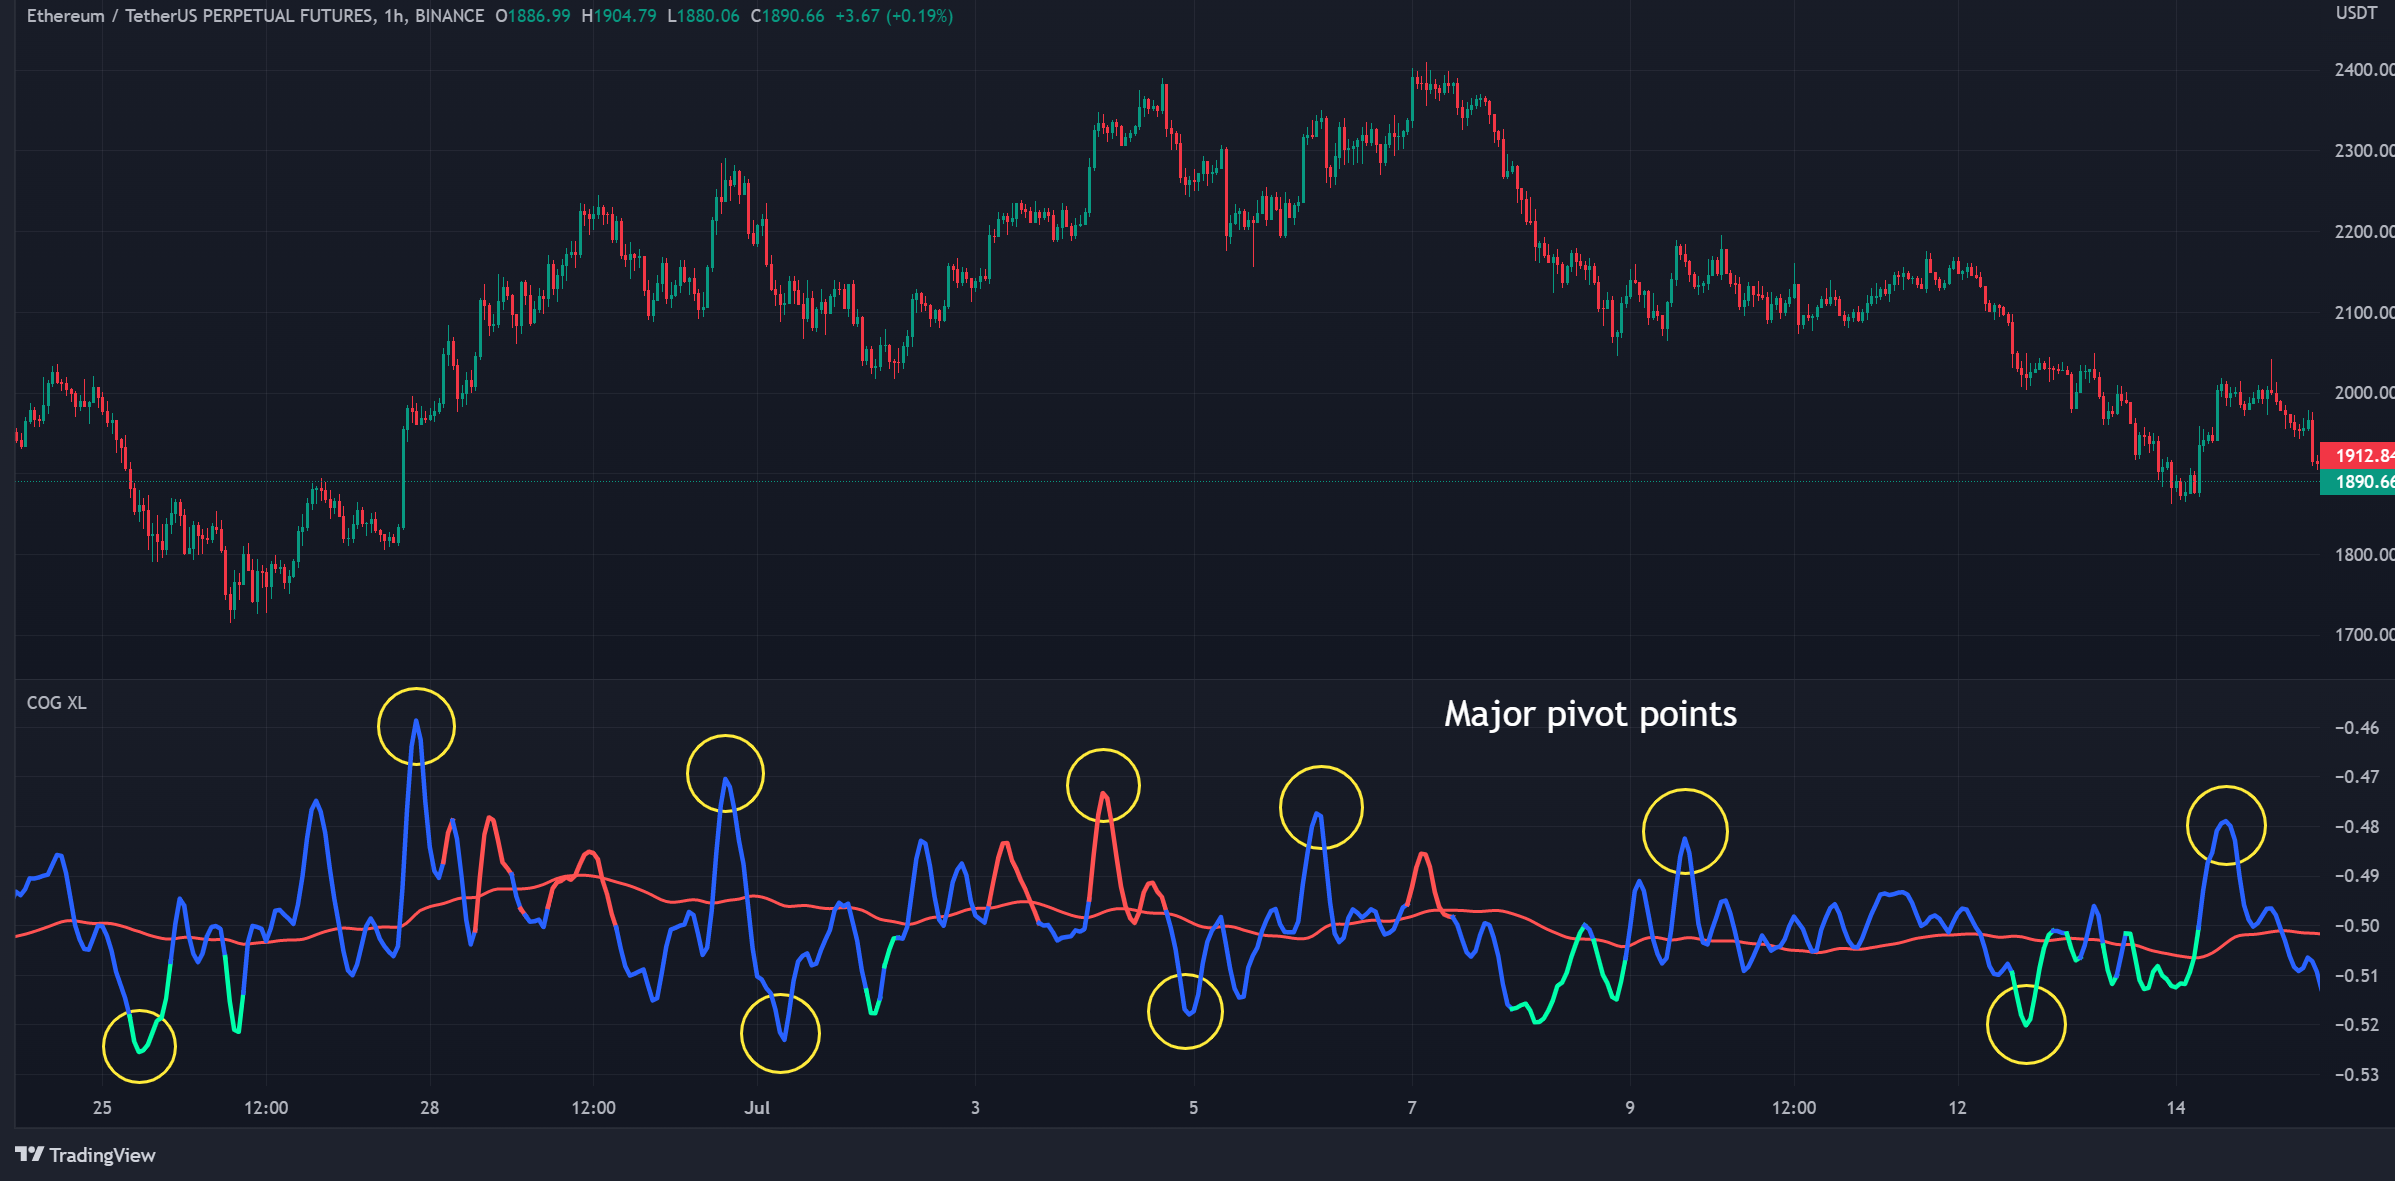 Ethereum / TetherUS PERPETUAL FUTURES, 1h, BINANCE O1886.99 H1904.79 L1880.06 C1890.66 +3.67 (+0.19%)
USDT
2400.00
2300.00
2200.00
2100.00
2000.00
1912.84
1890.66
1800.00
1700.00
COG XL
Major pivot points
−0.46
−0.47
−0.48
−0.49
−0.50
−0.51
−0.52
−0.53
25 12:00 28 12:00 Jul 3 5 7 9 12:00 12 14
TradingView